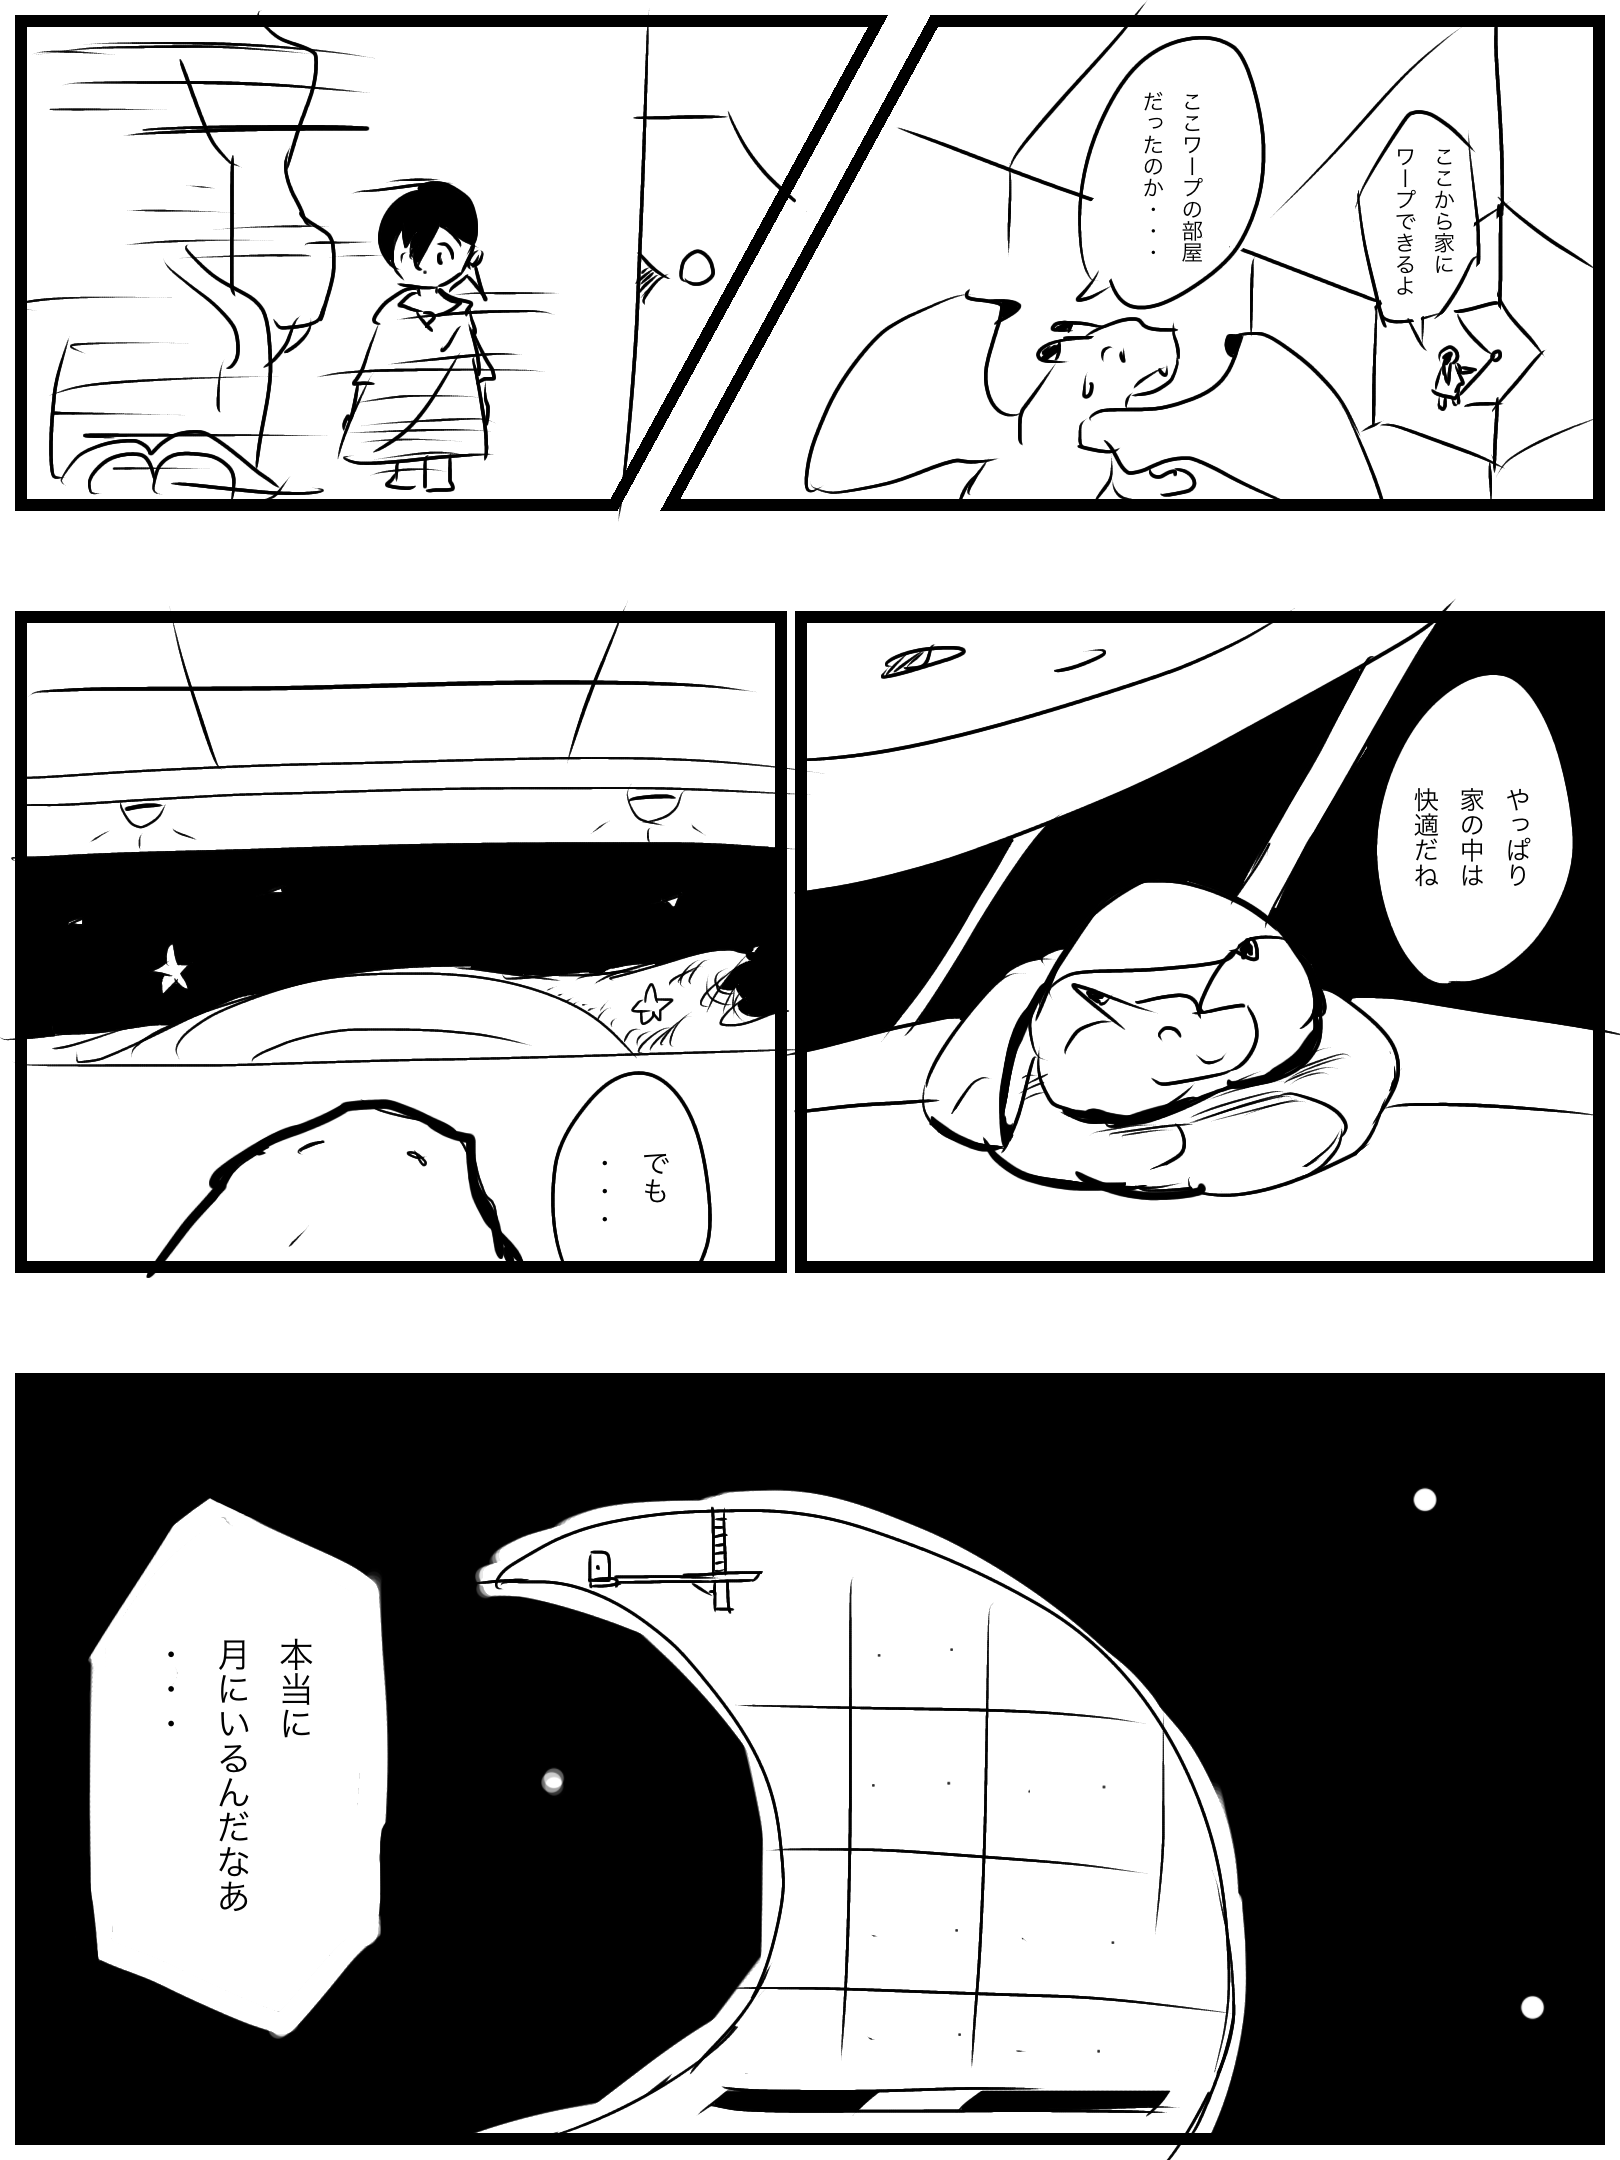 ここから家に
ワープできるよ
ここワープの部屋
だったのか・・・
やっぱり
家の中は
快適だね
でも
・・・
本当に
月にいるんだなあ
・・・